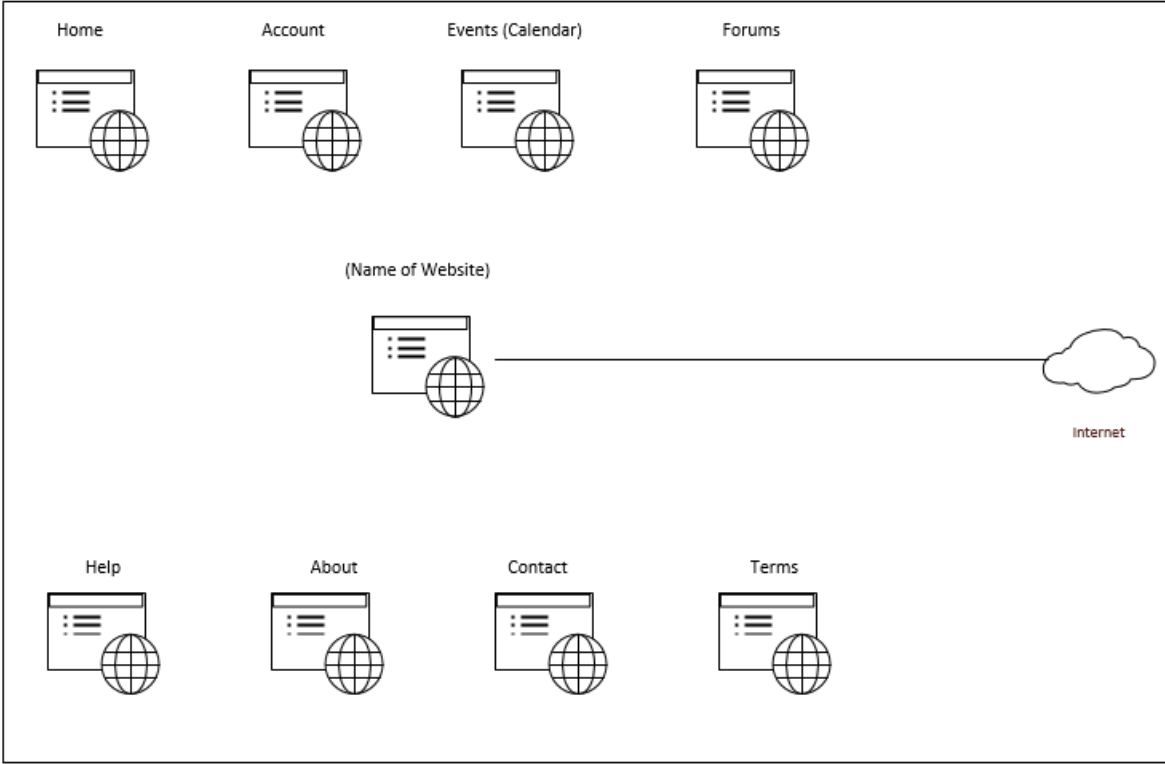 Home
Account
Events (Calendar)
Forums
(Name of Website)
Internet
Help
About
Contact
Terms